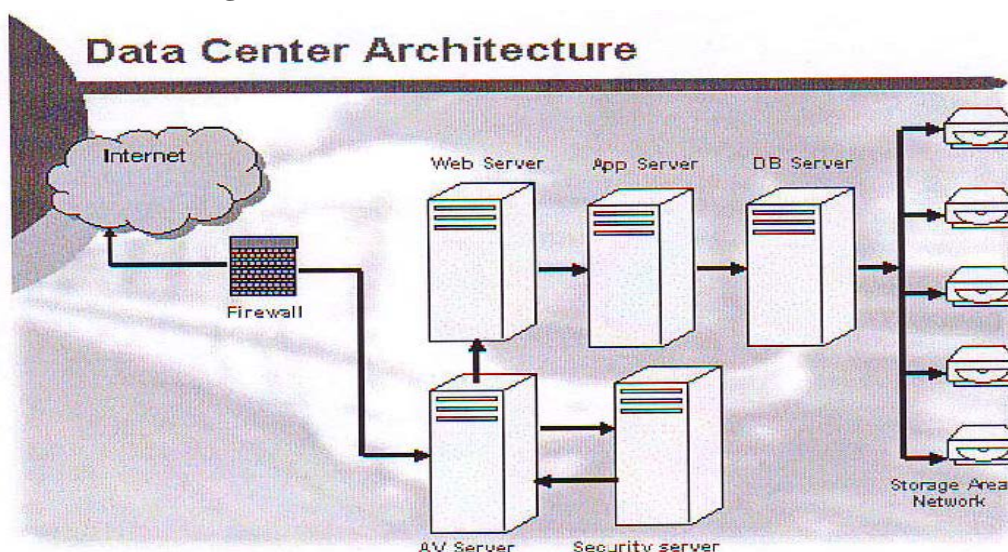 Data Center Architecture
Internet
Web Server
App Server
DB Server
Firewall
Storage Area
Network
AV Server
Security server